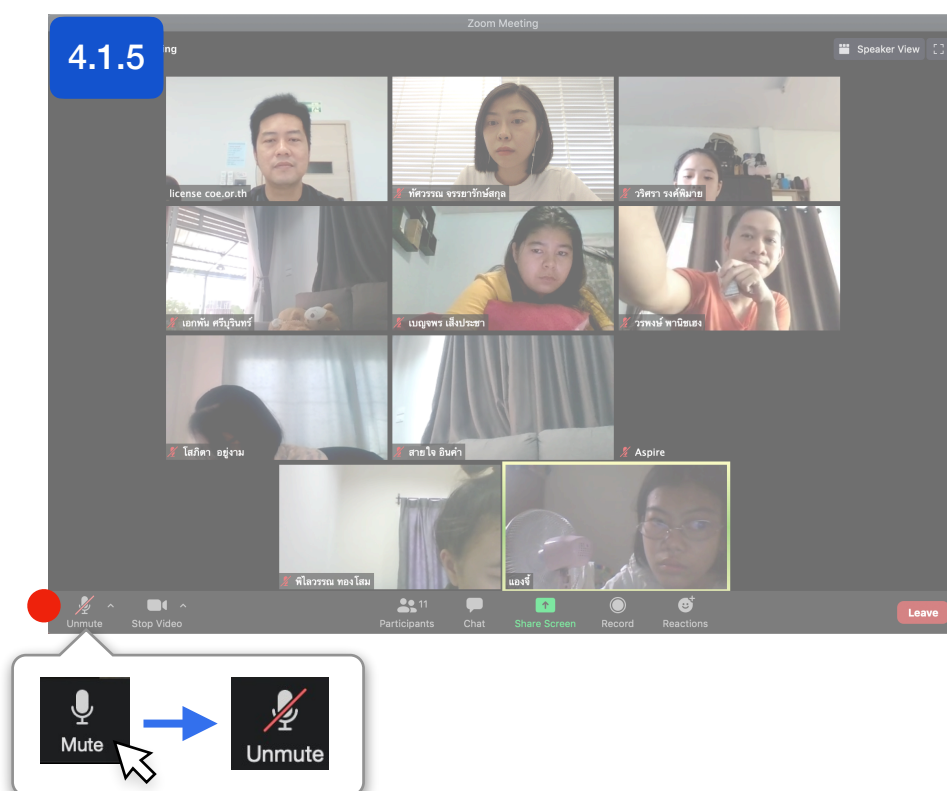 Zoom Meeting
4.1.5
ing
Speaker View
license coe.or.th
ทัศวรรณ จรรยารักษ์สกุล
วริศรา รงค์พิมาย
เอกพัน ศรีบุรินทร์
เบญจพร เส็งประชา
วรพงษ์ พานิชเฮง
โสภิตา อยู่งาม
สายใจ อินคำ
Aspire
พิไลวรรณ ทองโสม
แองจี้
Unmute
Stop Video
11
Participants
Chat
Share Screen
Record
Reactions
Leave
Mute
Unmute